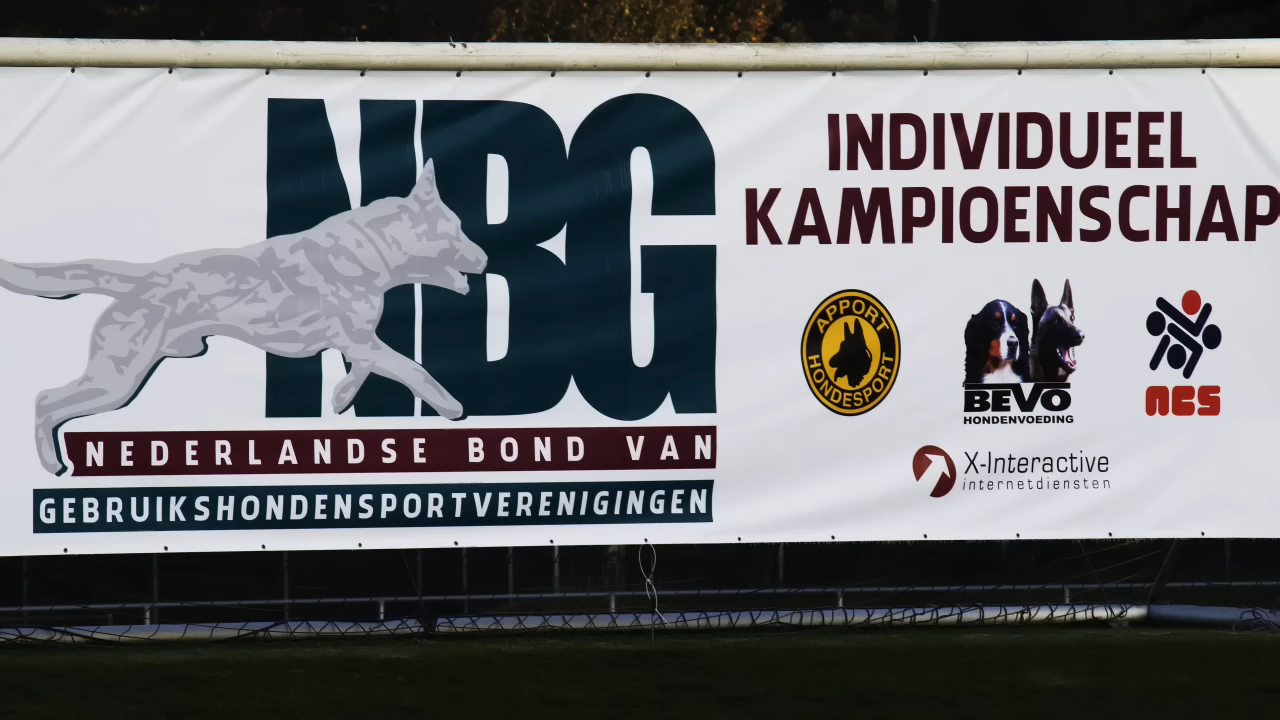 NBG
NEDERLANDSE BOND VAN
GEBRUIKSHONDENSPORTVERENIGINGEN
INDIVIDUEEL
KAMPIOENSCHAP
APPORT
HONDESPORT
BEVO
HONDENVOEDING
NCS
X-Interactive
internetdiensten